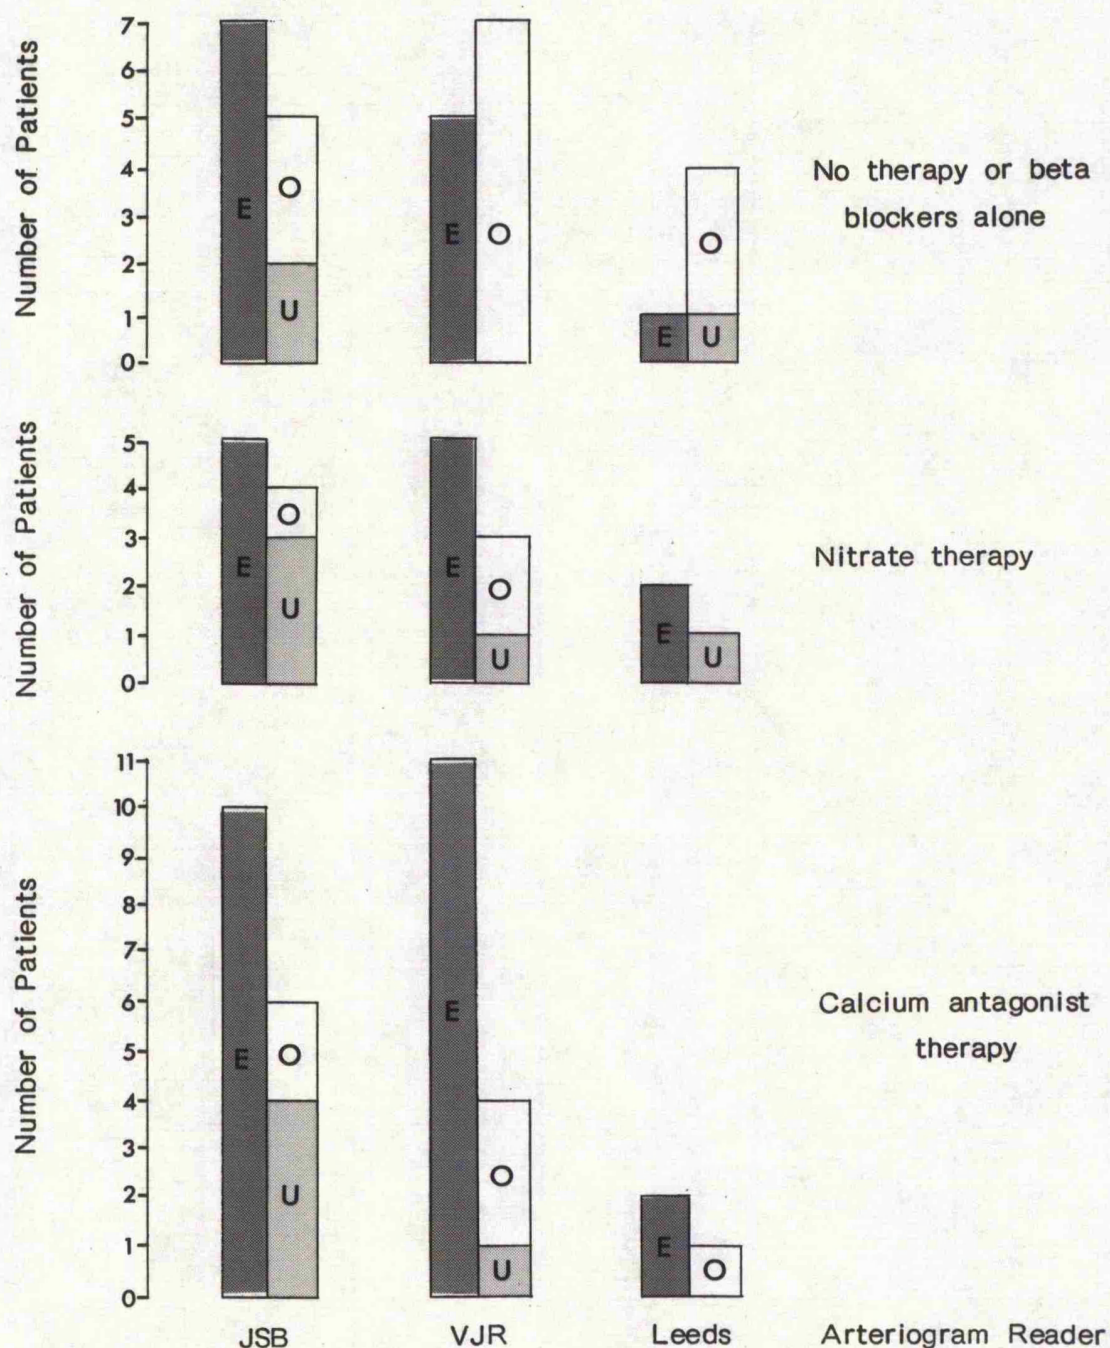 Number of Patients
7
6
5
4
3
2
1
0
E
O
U
E
O
E
O
U
No therapy or beta
blockers alone
Number of Patients
5
4
3
2
1
0
E
O
U
E
O
U
E
U
Nitrate therapy
Number of Patients
11
10
9
8
7
6
5
4
3
2
1
0
E
O
U
E
O
U
E
O
Calcium antagonist
therapy
JSB VJR Leeds Arteriogram Reader